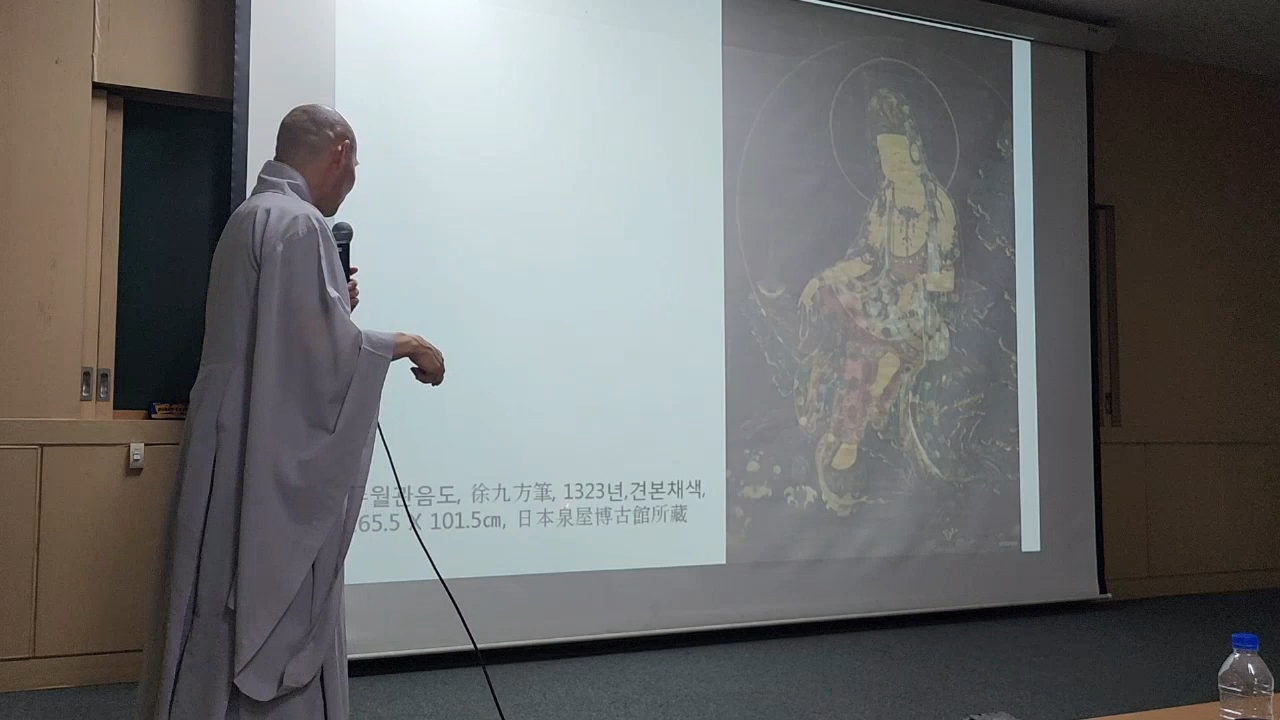 월관음도, 徐九方筆, 1323년,견본채색,
65.5 X 101.5㎝, 日本泉屋博古館所藏